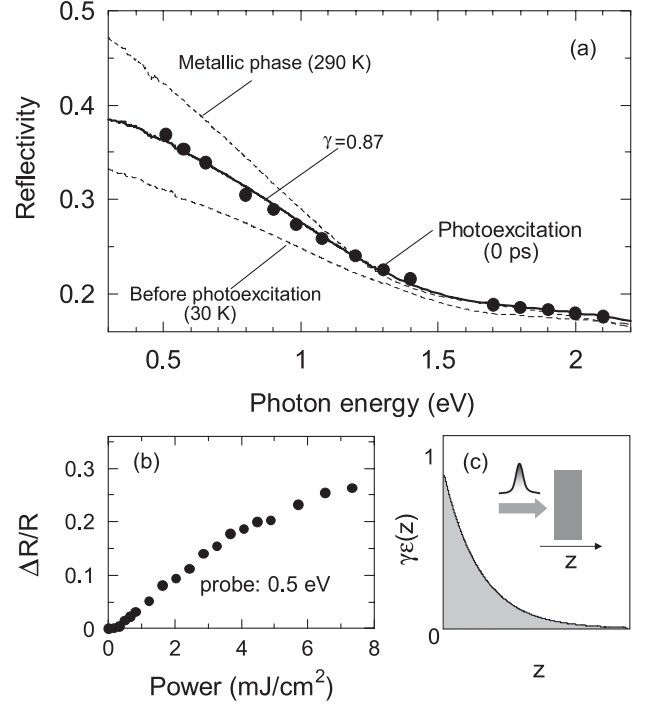 0.5
(a)
Metallic phase (290 K)
0.4
γ=0.87
Reflectivity
0.3
Photoexcitation
(0 ps)
Before photoexcitation
(30 K)
0.2
0.5 1 1.5 2
Photon energy (eV)
(b)
0.3
0.2
ΔR/R
0.1
probe: 0.5 eV
0
0 2 4 6 8
Power (mJ/cm²)
1
(c)
γε(z)
z
0
z